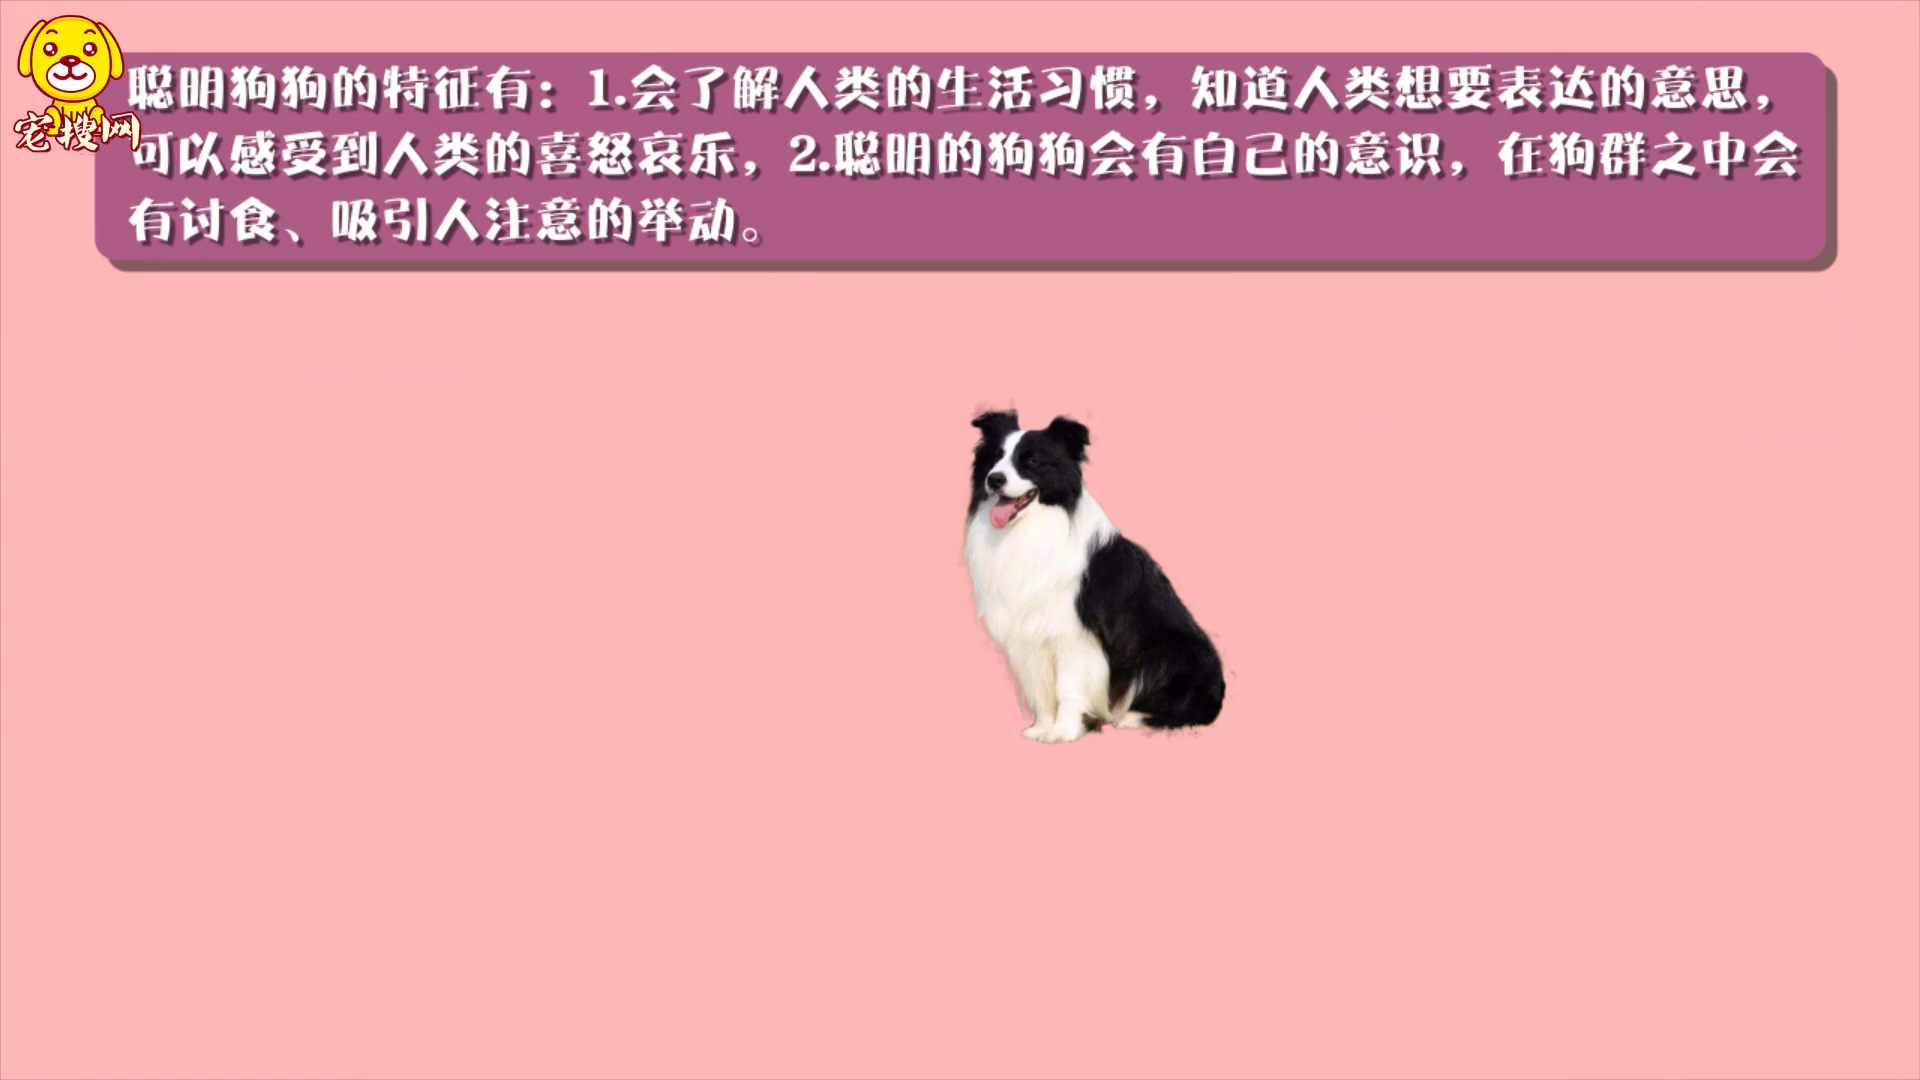 宠搜网
聪明狗狗的特征有：1.会了解人类的生活习惯，知道人类想要表达的意思，
可以感受到人类的喜怒哀乐，2.聪明的狗狗会有自己的意识，在狗群之中会
有讨食、吸引人注意的举动。